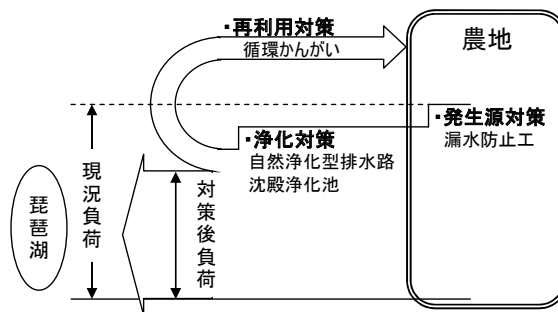 ・再利用対策
循環かんがい
農地
・発生源対策
漏水防止工
・浄化対策
自然浄化型排水路
沈殿浄化池
琵琶湖
現況負荷
対策後負荷